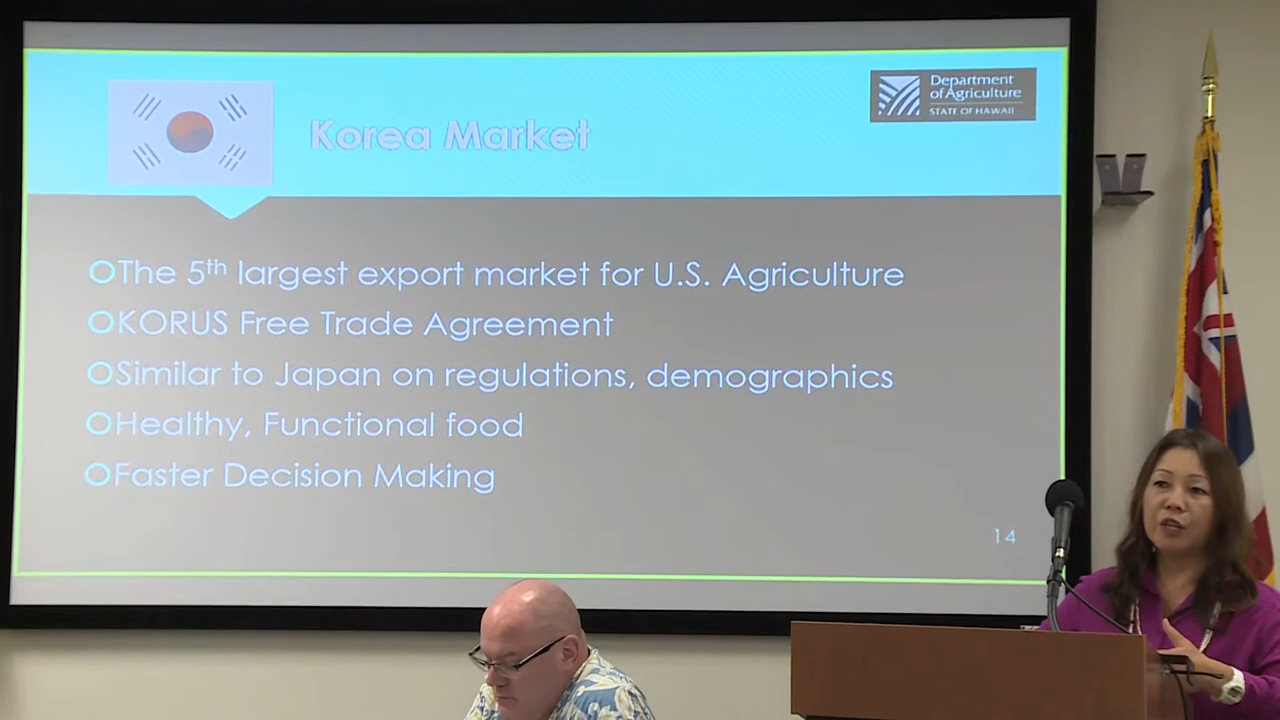 Department
of Agriculture
STATE OF HAWAII
Korea Market
The 5th largest export market for U.S. Agriculture
KORUS Free Trade Agreement
Similar to Japan on regulations, demographics
Healthy, Functional food
Faster Decision Making
14